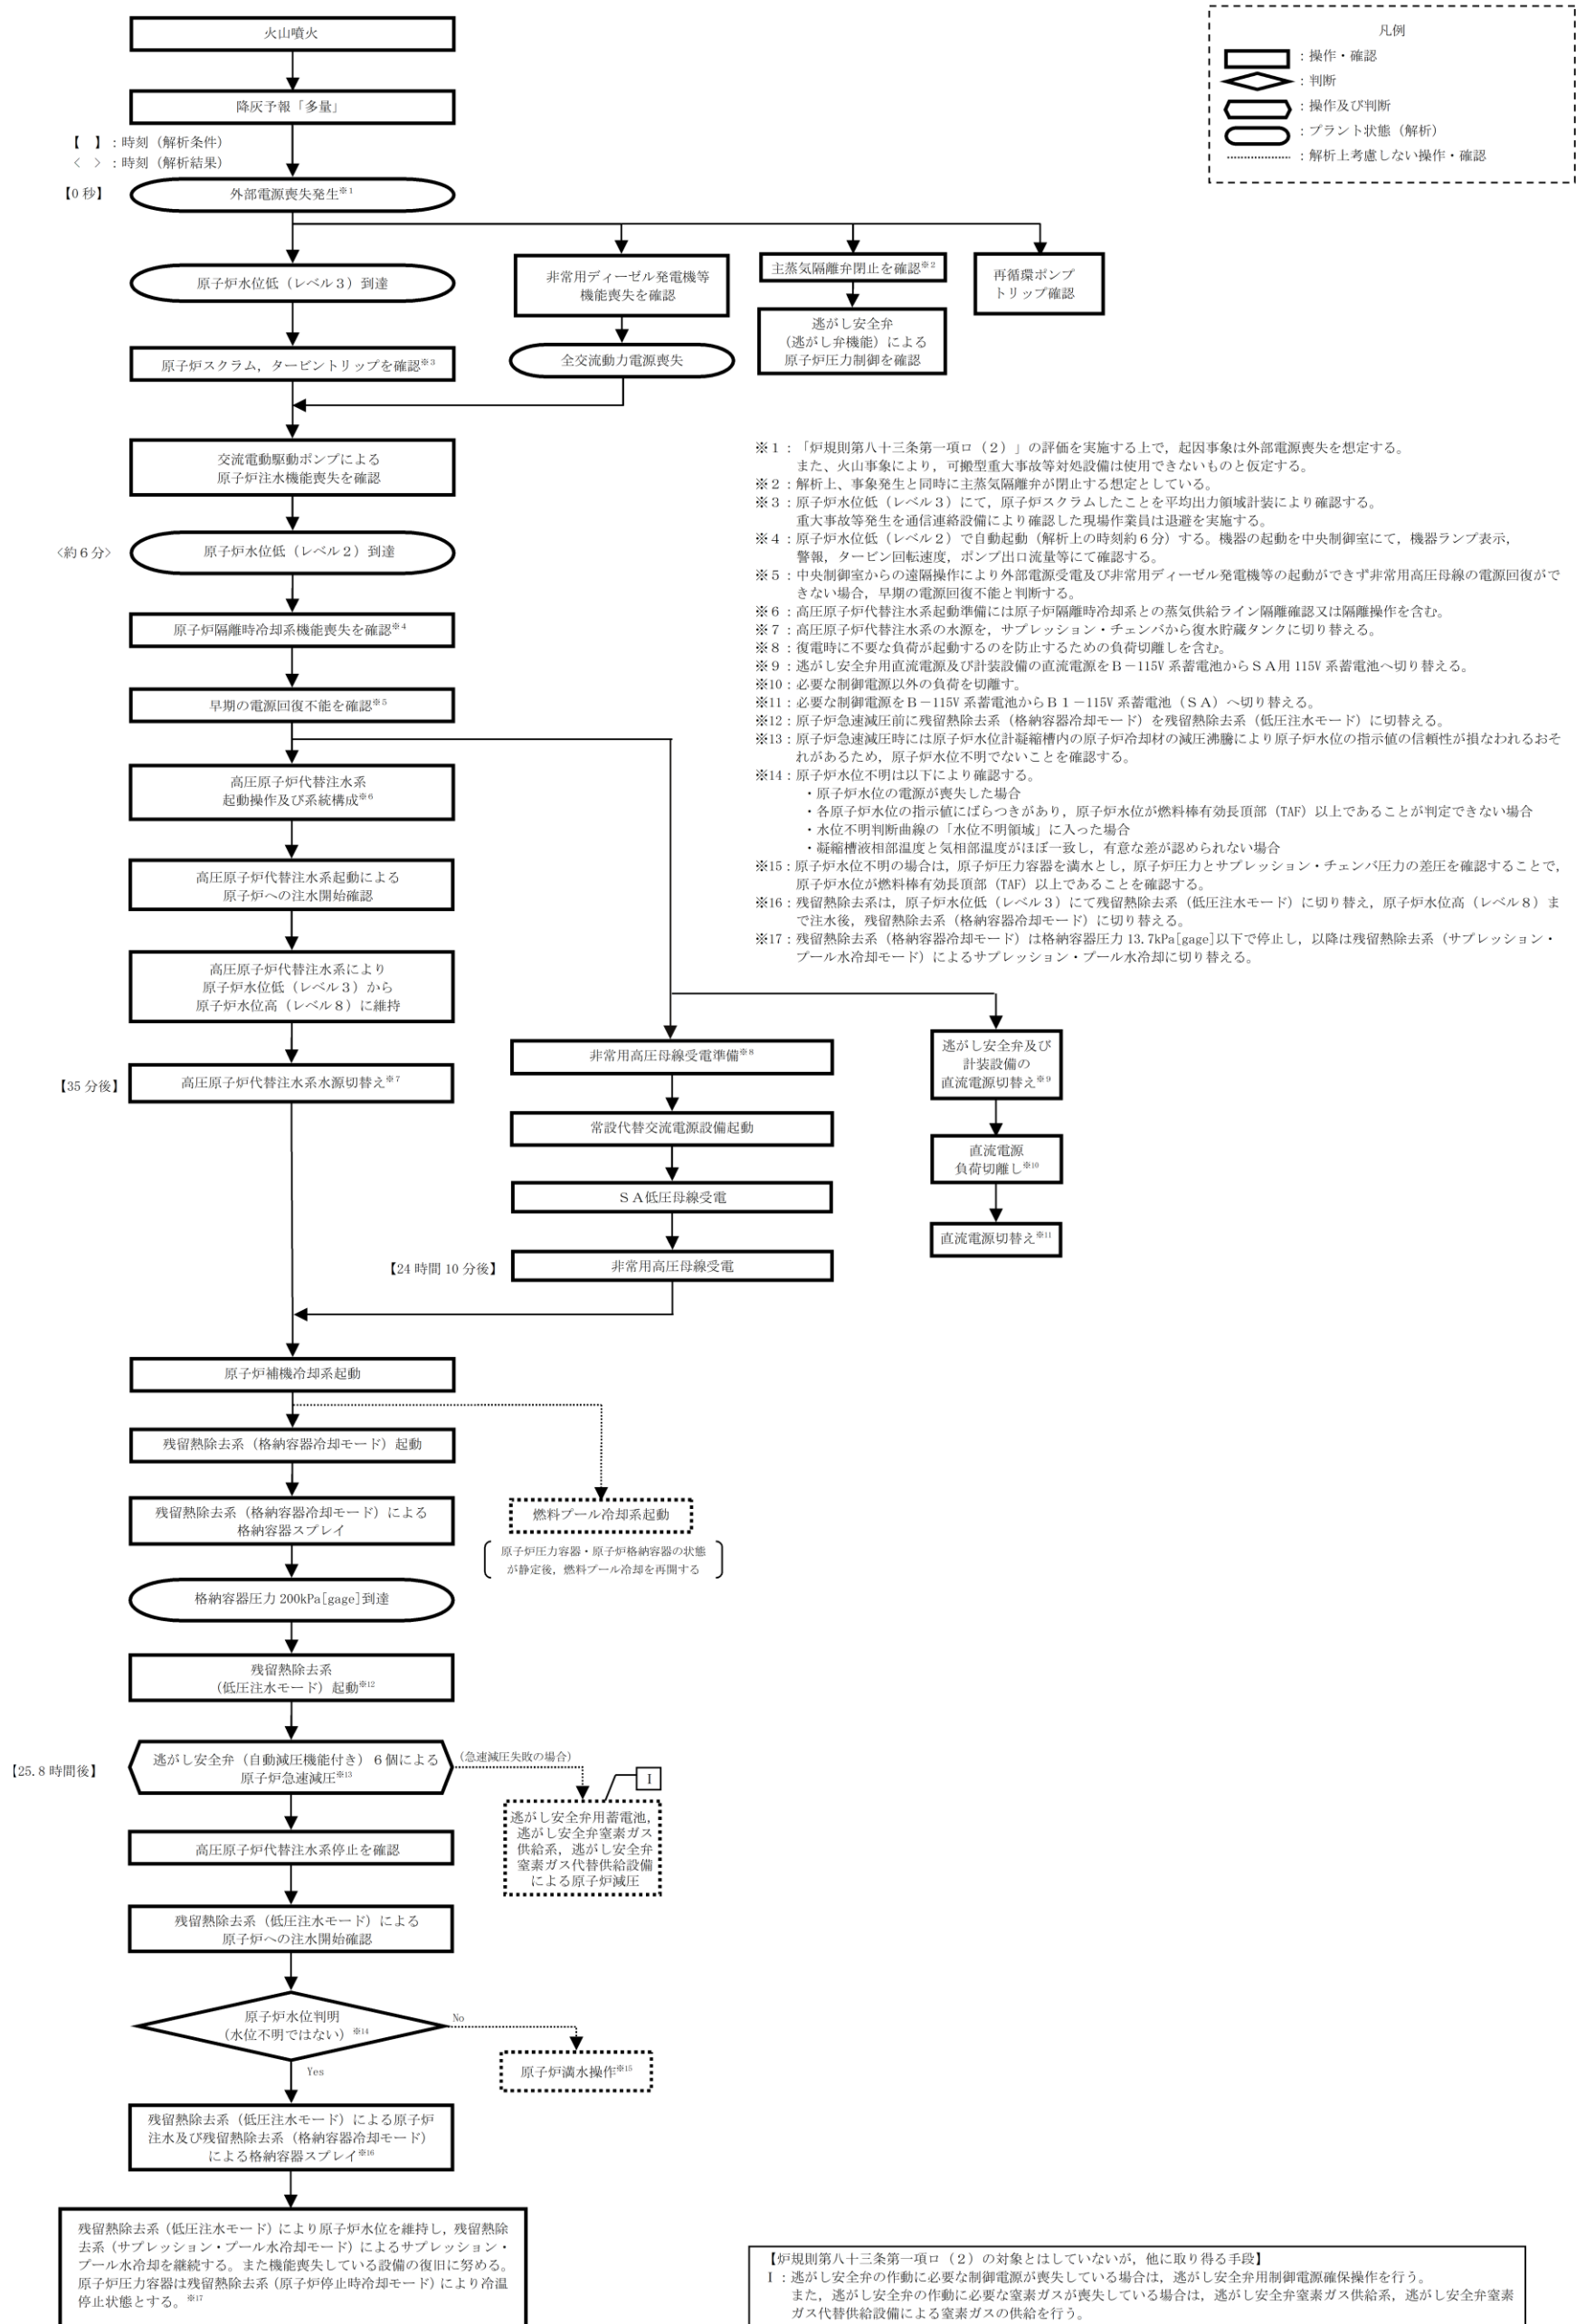 火山噴火
降灰予報「多量」
【　】：時刻（解析条件）
＜　＞：時刻（解析結果）
【0 秒】
外部電源喪失発生※1
凡例
：操作・確認
：判断
：操作及び判断
：プラント状態（解析）
：解析上考慮しない操作・確認
原子炉水位低（レベル３）到達
非常用ディーゼル発電機等
機能喪失を確認
主蒸気隔離弁閉止を確認※2
再循環ポンプ
トリップ確認
逃がし安全弁
（逃がし弁機能）による
原子炉圧力制御を確認
原子炉スクラム，タービントリップを確認※3
全交流動力電源喪失
交流電動駆動ポンプによる
原子炉注水機能喪失を確認
〈約６分〉
原子炉水位低（レベル２）到達
原子炉隔離時冷却系機能喪失を確認※4
早期の電源回復不能を確認※5
高圧原子炉代替注水系
起動操作及び系統構成※6
高圧原子炉代替注水系起動による
原子炉への注水開始確認
高圧原子炉代替注水系により
原子炉水位低（レベル３）から
原子炉水位高（レベル８）に維持
【35 分後】
高圧原子炉代替注水系水源切替え※7
※１：「炉規則第八十三条第一項ロ（２）」の評価を実施する上で，起因事象は外部電源喪失を想定する。
また、火山事象により，可搬型重大事故等対処設備は使用できないものと仮定する。
※２：解析上、事象発生と同時に主蒸気隔離弁が閉止する想定としている。
※３：原子炉水位低（レベル３）にて，原子炉スクラムしたことを平均出力領域計装により確認する。
重大事故等発生を通信連絡設備により確認した現場作業員は退避を実施する。
※４：原子炉水位低（レベル２）で自動起動（解析上の時刻約６分）する。機器の起動を中央制御室にて，機器ランプ表示，
警報，タービン回転速度，ポンプ出口流量等にて確認する。
※５：中央制御室からの遠隔操作により外部電源受電及び非常用ディーゼル発電機等の起動ができず非常用高圧母線の電源回復がで
きない場合，早期の電源回復不能と判断する。
※６：高圧原子炉代替注水系起動準備には原子炉隔離時冷却系との蒸気供給ライン隔離確認又は隔離操作を含む。
※７：高圧原子炉代替注水系の水源を，サプレッション・チェンバから復水貯蔵タンクに切り替える。
※８：復電時に不要な負荷が起動するのを防止するための負荷切離しを含む。
※９：逃がし安全弁用直流電源及び計装設備の直流電源をＢ－115V 系蓄電池からＳＡ用 115V 系蓄電池へ切り替える。
※10：必要な制御電源以外の負荷を切離す。
※11：必要な制御電源をＢ－115V 系蓄電池からＢ１－115V 系蓄電池（ＳＡ）へ切り替える。
※12：原子炉急速減圧前に残留熱除去系（格納容器冷却モード）を残留熱除去系（低圧注水モード）に切替える。
※13：原子炉急速減圧時には原子炉水位計凝縮槽内の原子炉冷却材の減圧沸騰により原子炉水位の指示値の信頼性が損なわれるおそ
れがあるため，原子炉水位不明でないことを確認する。
※14：原子炉水位不明は以下により確認する。
・原子炉水位の電源が喪失した場合
・各原子炉水位の指示値にばらつきがあり，原子炉水位が燃料棒有効長頂部（TAF）以上であることが判定できない場合
・水位不明判断曲線の「水位不明領域」に入った場合
・凝縮槽液相部温度と気相部温度がほぼ一致し，有意な差が認められない場合
※15：原子炉水位不明の場合は，原子炉圧力容器を満水とし，原子炉圧力とサプレッション・チェンバ圧力の差圧を確認することで，
原子炉水位が燃料棒有効長頂部（TAF）以上であることを確認する。
※16：残留熱除去系は，原子炉水位低（レベル３）にて残留熱除去系（低圧注水モード）に切り替え，原子炉水位高（レベル８）ま
で注水後，残留熱除去系（格納容器冷却モード）に切り替える。
※17：残留熱除去系（格納容器冷却モード）は格納容器圧力 13.7kPa[gage]以下で停止し，以降は残留熱除去系（サプレッション・
プール水冷却モード）によるサプレッション・プール水冷却に切り替える。
非常用高圧母線受電準備※8
常設代替交流電源設備起動
ＳＡ低圧母線受電
【24 時間 10 分後】
非常用高圧母線受電
逃がし安全弁及び
計装設備の
直流電源切替え※9
直流電源
負荷切離し※10
直流電源切替え※11
原子炉補機冷却系起動
残留熱除去系（格納容器冷却モード）起動
残留熱除去系（格納容器冷却モード）による
格納容器スプレイ
燃料プール冷却系起動
原子炉圧力容器・原子炉格納容器の状態
が静定後，燃料プール冷却を再開する
格納容器圧力 200kPa[gage]到達
残留熱除去系
（低圧注水モード）起動※12
【25.8 時間後】
逃がし安全弁（自動減圧機能付き）６個による
原子炉急速減圧※13
（急速減圧失敗の場合）
Ⅰ
逃がし安全弁用蓄電池，
逃がし安全弁窒素ガス
供給系，逃がし安全弁
窒素ガス代替供給設備
による原子炉減圧
高圧原子炉代替注水系停止を確認
残留熱除去系（低圧注水モード）による
原子炉への注水開始確認
原子炉水位判明
（水位不明ではない）※14
No
Yes
原子炉満水操作※15
残留熱除去系（低圧注水モード）による原子炉
注水及び残留熱除去系（格納容器冷却モード）
による格納容器スプレイ※16
残留熱除去系（低圧注水モード）により原子炉水位を維持し，残留熱除
去系（サプレッション・プール水冷却モード）によるサプレッション・
プール水冷却を継続する。また機能喪失している設備の復旧に努める。
原子炉圧力容器は残留熱除去系（原子炉停止時冷却モード）により冷温
停止状態とする。※17
【炉規則第八十三条第一項ロ（２）の対象とはしていないが，他に取り得る手段】
Ⅰ：逃がし安全弁の作動に必要な制御電源が喪失している場合は，逃がし安全弁用制御電源確保操作を行う。
また，逃がし安全弁の作動に必要な窒素ガスが喪失している場合は，逃がし安全弁窒素ガス供給系，逃がし安全弁窒素
ガス代替供給設備による窒素ガスの供給を行う。